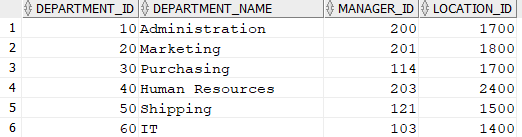 DEPARTMENT_ID DEPARTMENT_NAME MANAGER_ID LOCATION_ID
1 10 Administration 200 1700
2 20 Marketing 201 1800
3 30 Purchasing 114 1700
4 40 Human Resources 203 2400
5 50 Shipping 121 1500
6 60 IT 103 1400